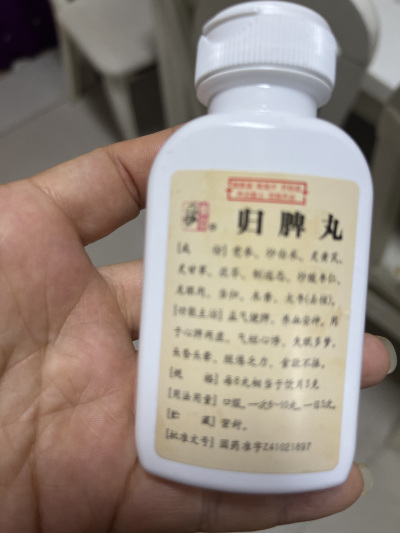 归脾丸
[成 份] 党参、炒白术、炙黄芪、
炙甘草、茯苓、制远志、炒酸枣仁、
龙眼肉、当归、木香、大枣(去核)。
[功能主治] 益气健脾，养血安神。用
于心脾两虚，气短心悸，失眠多梦，
头昏头晕，肢倦乏力，食欲不振。
[规 格] 每8丸相当于饮片3克
[用法用量] 口服。一次8~10丸，一日3次。
[贮 藏] 密封。
[批准文号] 国药准字Z41021697